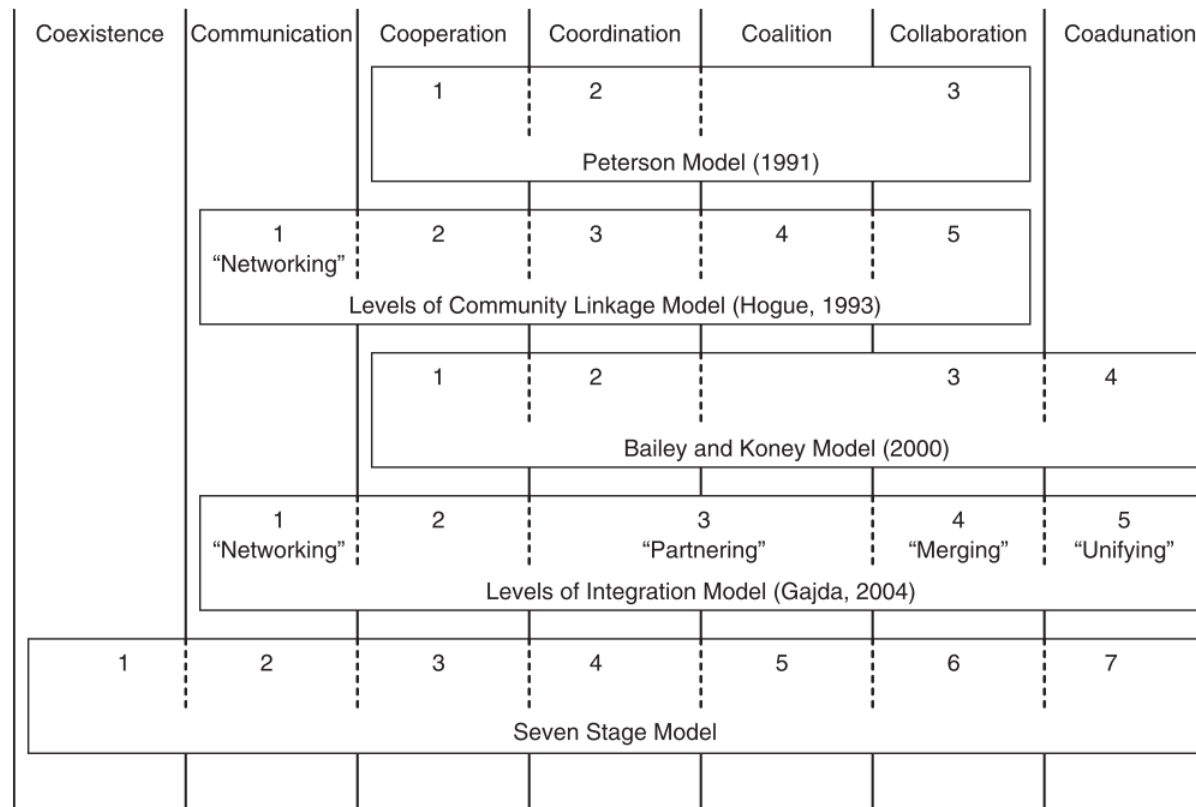 Coexistence Communication Cooperation Coordination Coalition Collaboration Coadunation
1 2 3
Peterson Model (1991)
1 2 3 4 5
“Networking”
Levels of Community Linkage Model (Hogue, 1993)
1 2 3 4
Bailey and Koney Model (2000)
1 2 3 4 5
“Networking” “Partnering” “Merging” “Unifying”
Levels of Integration Model (Gajda, 2004)
1 2 3 4 5 6 7
Seven Stage Model